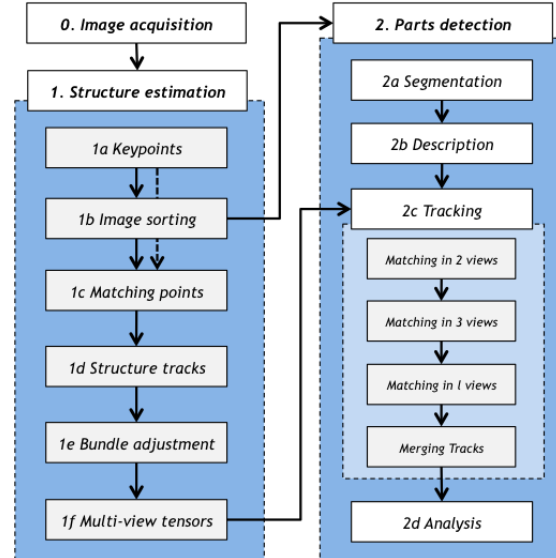 0. Image acquisition
1. Structure estimation
1a Keypoints
1b Image sorting
1c Matching points
1d Structure tracks
1e Bundle adjustment
1f Multi-view tensors
2. Parts detection
2a Segmentation
2b Description
2c Tracking
Matching in 2 views
Matching in 3 views
Matching in l views
Merging Tracks
2d Analysis